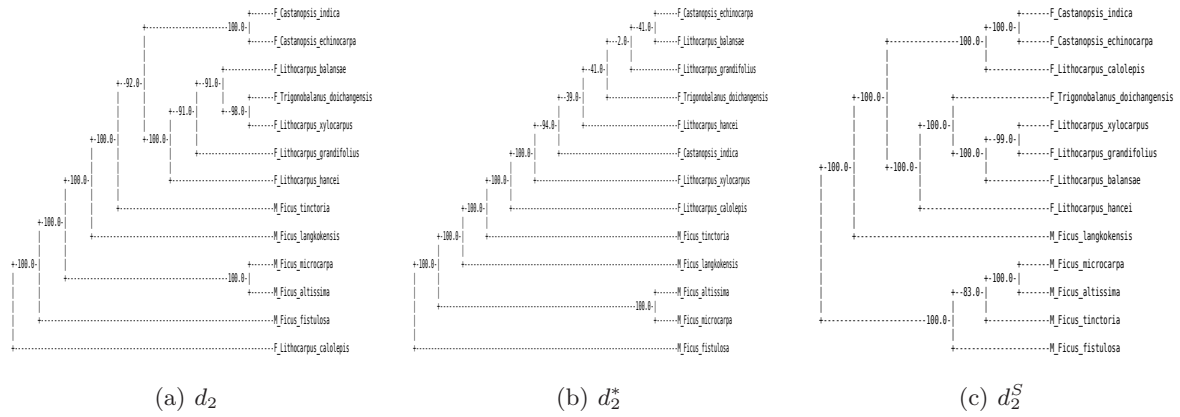 F_Castanopsis_indica
100.0
F_Castanopsis_echinocarpa
F_Lithocarpus_balansae
92.0 91.0
F_Trigonobalanus_doichangensis
98.0
F_Lithocarpus_xylocarpus
100.0 100.0 91.0
F_Lithocarpus_grandifolius
F_Lithocarpus_hancei
100.0
M_Ficus_tinctoria
100.0
M_Ficus_langkokensis
100.0
M_Ficus_microcarpa
100.0
M_Ficus_altissima
M_Ficus_fistulosa
F_Lithocarpus_calolepis
(a) d₂
F_Castanopsis_echinocarpa
41.0
2.0
F_Lithocarpus_balansae
41.0
F_Lithocarpus_grandifolius
39.0
F_Trigonobalanus_doichangensis
94.0
F_Lithocarpus_hancei
100.0
F_Castanopsis_indica
100.0
F_Lithocarpus_xylocarpus
100.0
F_Lithocarpus_calolepis
100.0
M_Ficus_tinctoria
100.0
M_Ficus_langkokensis
M_Ficus_altissima
100.0
M_Ficus_microcarpa
M_Ficus_fistulosa
(b) d₂*
F_Castanopsis_indica
100.0
100.0
F_Castanopsis_echinocarpa
F_Lithocarpus_calolepis
100.0
F_Trigonobalanus_doichangensis
100.0
F_Lithocarpus_xylocarpus
99.0
100.0
F_Lithocarpus_grandifolius
100.0 100.0
F_Lithocarpus_balansae
F_Lithocarpus_hancei
M_Ficus_langkokensis
M_Ficus_microcarpa
100.0
83.0
M_Ficus_altissima
100.0
M_Ficus_tinctoria
M_Ficus_fistulosa
(c) d₂ˢ